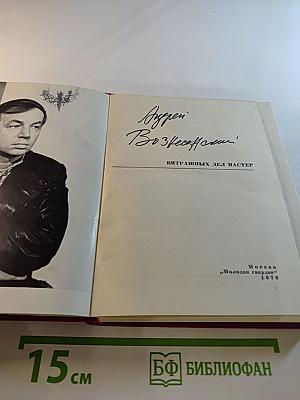 Андрей
Вознесенский
ВИТРАЖНЫХ ДЕЛ МАСТЕР
Москва
„Молодая гвардия“
1976
15 см
БФ БИБЛИОФАН